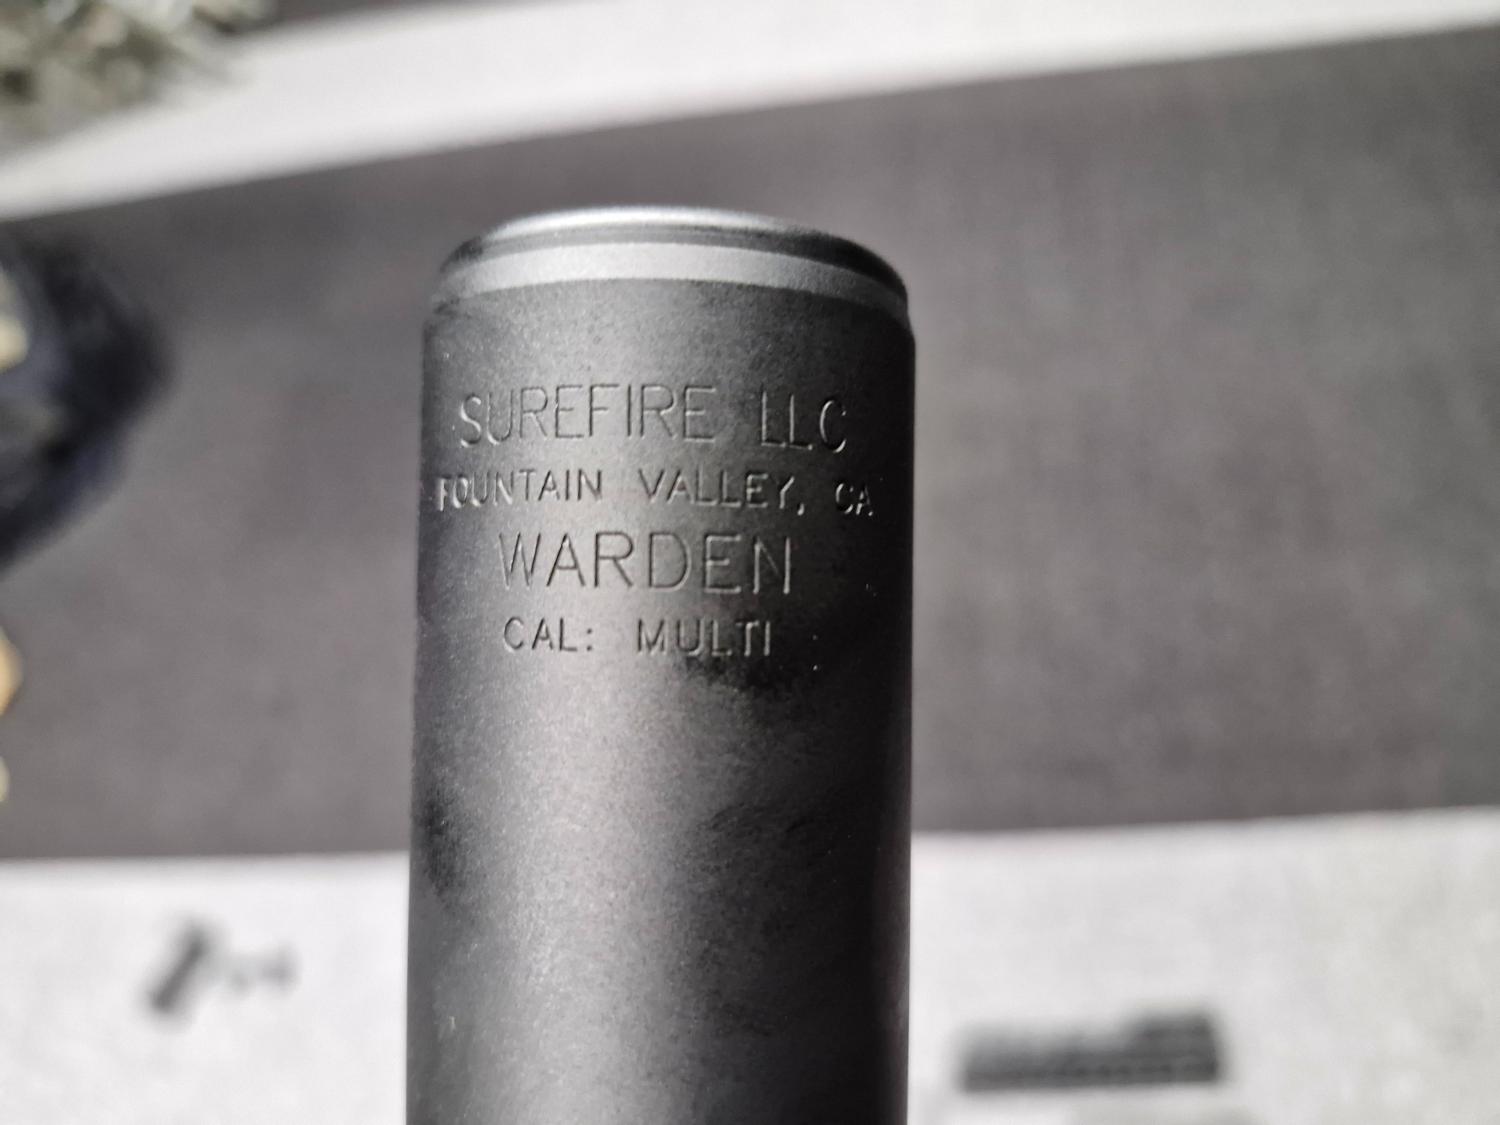 SUREFIRE LLC
FOUNTAIN VALLEY, CA
WARDEN
CAL: MULTI